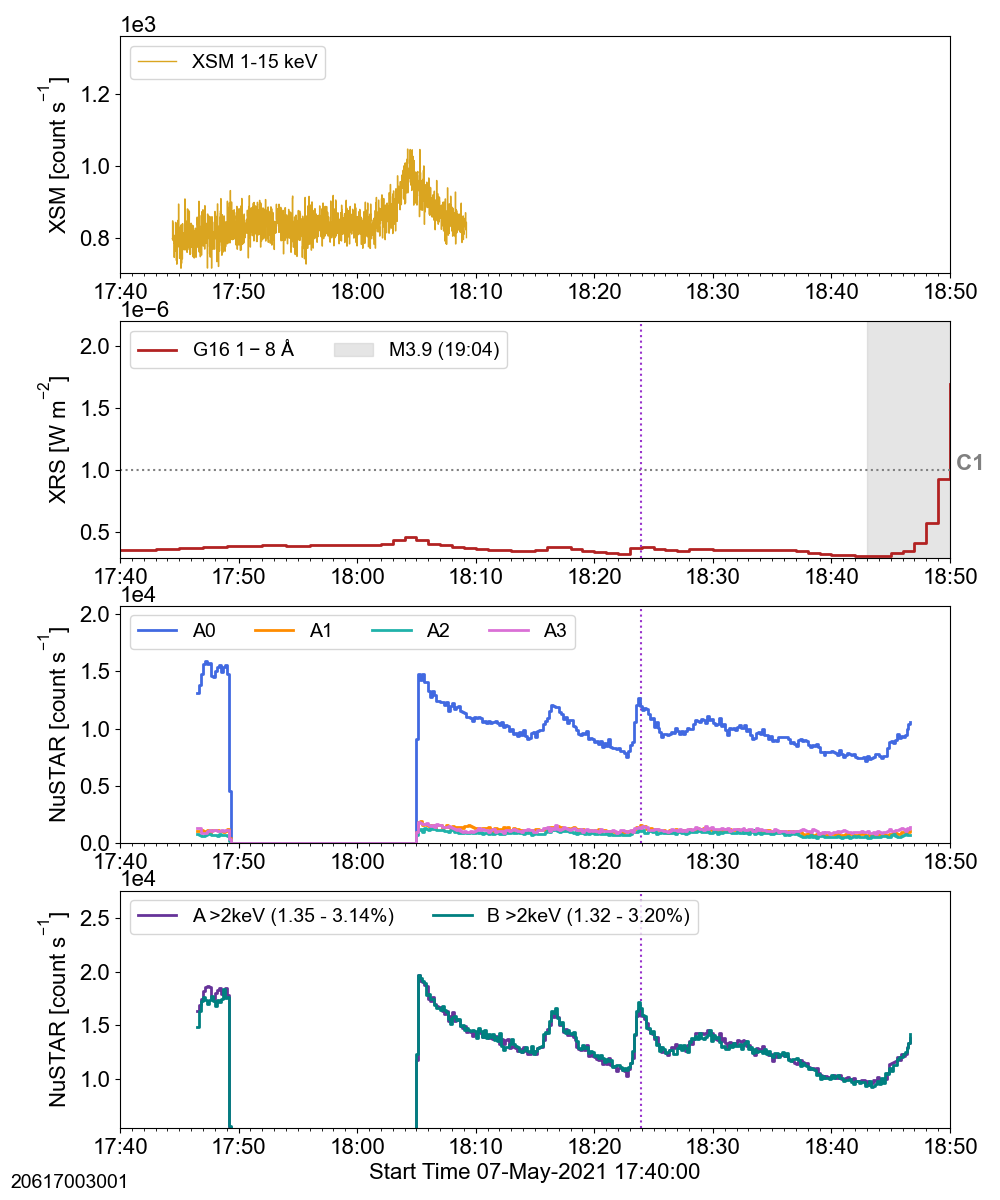 1e3
XSM 1-15 keV
1.2
1.0
0.8
XSM [count s⁻¹]
17:40 17:50 18:00 18:10 18:20 18:30 18:40 18:50
1e−6
G16 1 − 8 Å M3.9 (19:04)
2.0
1.5
1.0
0.5
C1
XRS [W m⁻²]
17:40 17:50 18:00 18:10 18:20 18:30 18:40 18:50
1e4
A0 A1 A2 A3
2.0
1.5
1.0
0.5
0.0
NuSTAR [count s⁻¹]
17:40 17:50 18:00 18:10 18:20 18:30 18:40 18:50
1e4
A >2keV (1.35 - 3.14%) B >2keV (1.32 - 3.20%)
2.5
2.0
1.5
1.0
NuSTAR [count s⁻¹]
17:40 17:50 18:00 18:10 18:20 18:30 18:40 18:50
Start Time 07-May-2021 17:40:00
20617003001